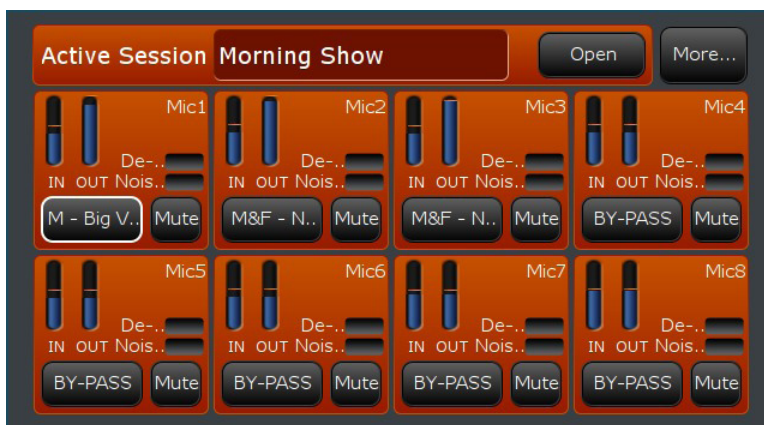 Active Session Morning Show Open More...
Mic1 Mic2 Mic3 Mic4
De-.. De-.. De-.. De-..
IN OUT Nois.. IN OUT Nois.. IN OUT Nois.. IN OUT Nois..
M - Big V.. Mute M&F - N.. Mute M&F - N.. Mute BY-PASS Mute
Mic5 Mic6 Mic7 Mic8
De-.. De-.. De-.. De-..
IN OUT Nois.. IN OUT Nois.. IN OUT Nois.. IN OUT Nois..
BY-PASS Mute BY-PASS Mute BY-PASS Mute BY-PASS Mute